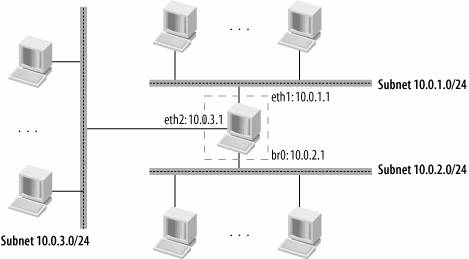 . . .
eth1: 10.0.1.1
Subnet 10.0.1.0/24
. . .
eth2: 10.0.3.1
br0: 10.0.2.1
Subnet 10.0.2.0/24
Subnet 10.0.3.0/24
. . .